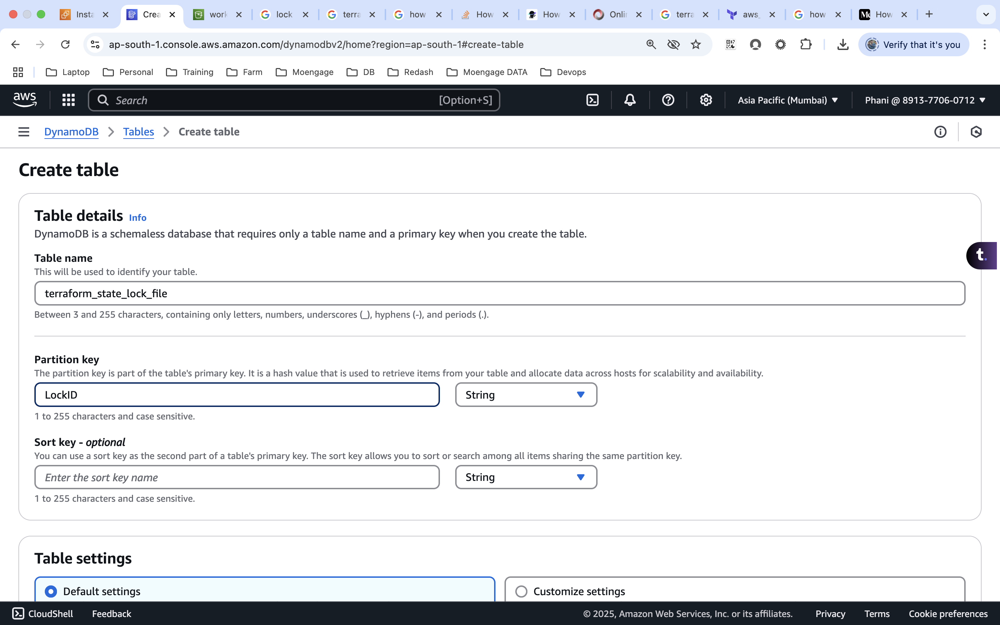 Insta
Crea
work
lock
terra
how
How
How
Onlin
terra
aws_
how
How
ap-south-1.console.aws.amazon.com/dynamodbv2/home?region=ap-south-1#create-table
Verify that it's you
Laptop
Personal
Training
Farm
Moengage
DB
Redash
Moengage DATA
Devops
aws
Search
[Option+S]
Asia Pacific (Mumbai)
Phani @ 8913-7706-0712
DynamoDB
Tables
Create table
Create table
Table details Info
DynamoDB is a schemaless database that requires only a table name and a primary key when you create the table.
Table name
This will be used to identify your table.
terraform_state_lock_file
Between 3 and 255 characters, containing only letters, numbers, underscores (_), hyphens (-), and periods (.).
t.
Partition key
The partition key is part of the table's primary key. It is a hash value that is used to retrieve items from your table and allocate data across hosts for scalability and availability.
LockID
String
1 to 255 characters and case sensitive.
Sort key - optional
You can use a sort key as the second part of a table's primary key. The sort key allows you to sort or search among all items sharing the same partition key.
Enter the sort key name
String
1 to 255 characters and case sensitive.
Table settings
Default settings
Customize settings
CloudShell
Feedback
© 2025, Amazon Web Services, Inc. or its affiliates.
Privacy
Terms
Cookie preferences